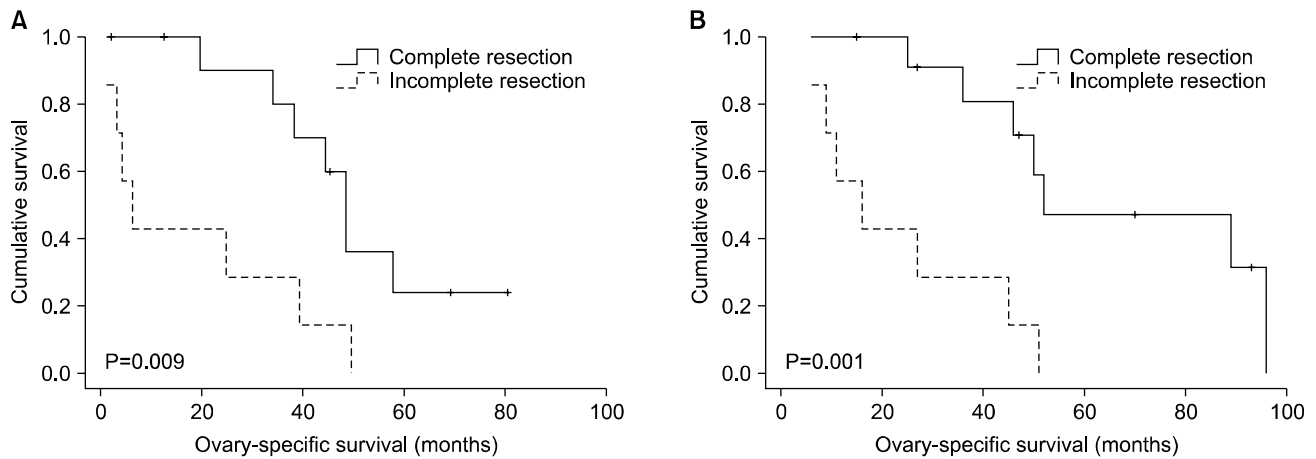 A
Cumulative survival
1.0
0.8
0.6
0.4
0.2
0.0
Complete resection
Incomplete resection
P=0.009
0 20 40 60 80 100
Ovary-specific survival (months)
B
Cumulative survival
1.0
0.8
0.6
0.4
0.2
0.0
Complete resection
Incomplete resection
P=0.001
0 20 40 60 80 100
Ovary-specific survival (months)